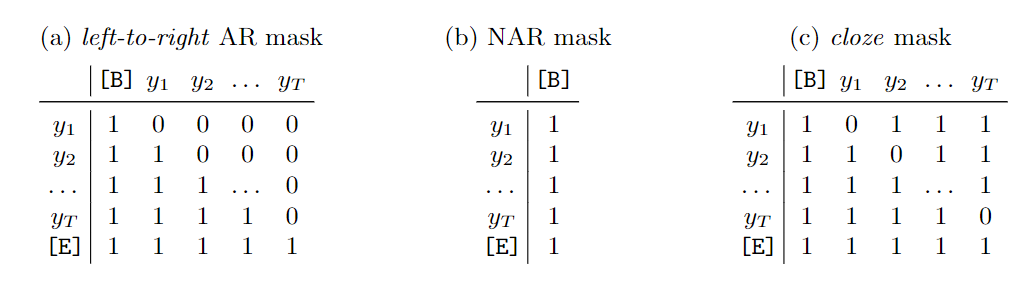 (a) left-to-right AR mask
[B] y1 y2 ... yT
y1 1 0 0 0 0
y2 1 1 0 0 0
... 1 1 1 ... 0
yT 1 1 1 1 0
[E] 1 1 1 1 1
(b) NAR mask
[B]
y1 1
y2 1
... 1
yT 1
[E] 1
(c) cloze mask
[B] y1 y2 ... yT
y1 1 0 1 1 1
y2 1 1 0 1 1
... 1 1 1 ... 1
yT 1 1 1 1 0
[E] 1 1 1 1 1